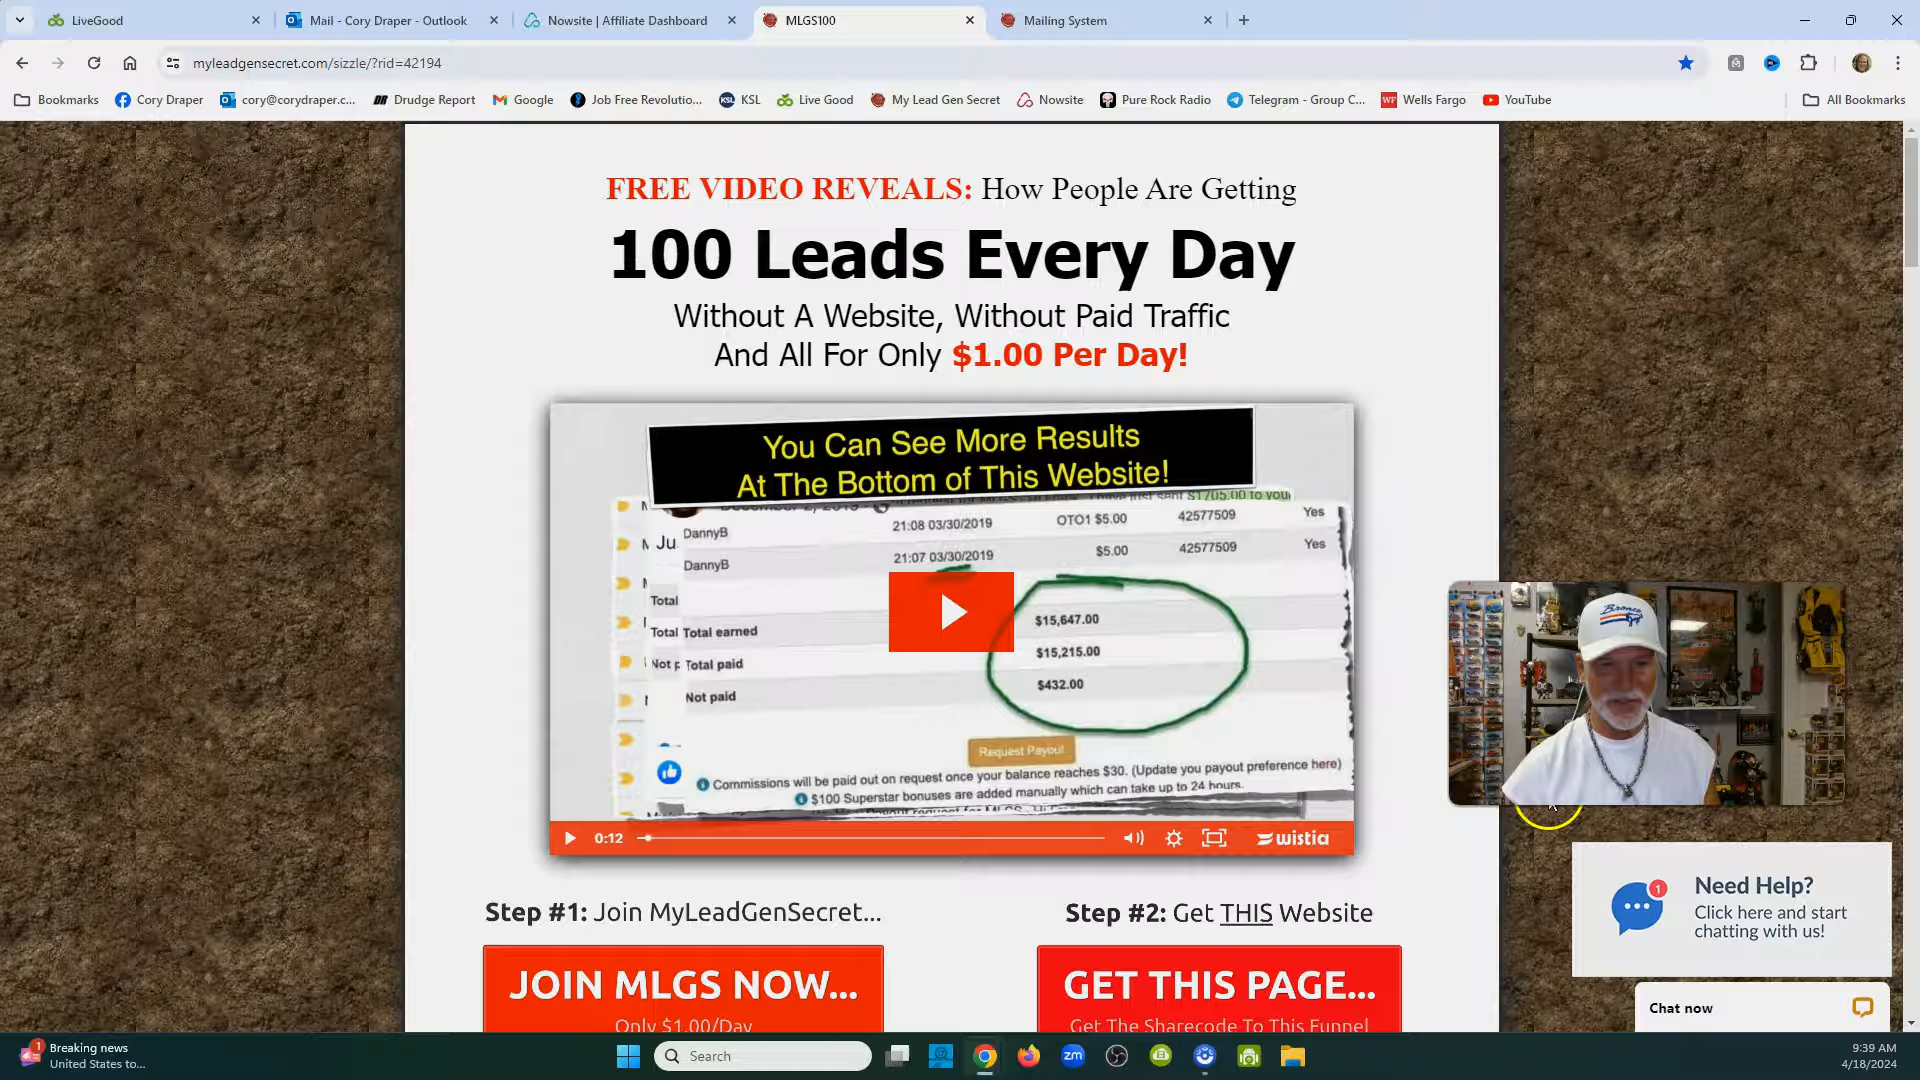 LiveGood
Mail - Cory Draper - Outlook
Nowsite | Affiliate Dashboard
MLGS100
Mailing System
myleadgensecret.com/sizzle/?rid=42194
Bookmarks
Cory Draper
cory@corydraper.c...
Drudge Report
Google
Job Free Revolutio...
KSL
Live Good
My Lead Gen Secret
Nowsite
Pure Rock Radio
Telegram - Group C...
Wells Fargo
YouTube
All Bookmarks
FREE VIDEO REVEALS: How People Are Getting
100 Leads Every Day
Without A Website, Without Paid Traffic
And All For Only $1.00 Per Day!
You Can See More Results
At The Bottom of This Website!
DannyB 21:08 03/30/2019 OTO1 $5.00 42577509 Yes
DannyB 21:07 03/30/2019 $5.00 42577509 Yes
Ju
Total
Total
Total earned $15,647.00
Total paid $15,215.00
Not paid $432.00
Request Payout
Commissions will be paid out on request once your balance reaches $30. (Update you payout preference here)
$100 Superstar bonuses are added manually which can take up to 24 hours.
0:12
wistia
Bronco
Step #1: Join MyLeadGenSecret...
Step #2: Get THIS Website
JOIN MLGS NOW...
Only $1.00/Day
GET THIS PAGE...
Get The Sharecode To This Funnel
1
Need Help?
Click here and start
chatting with us!
Chat now
1
Breaking news
United States to...
Search
zm
9:39 AM
4/18/2024